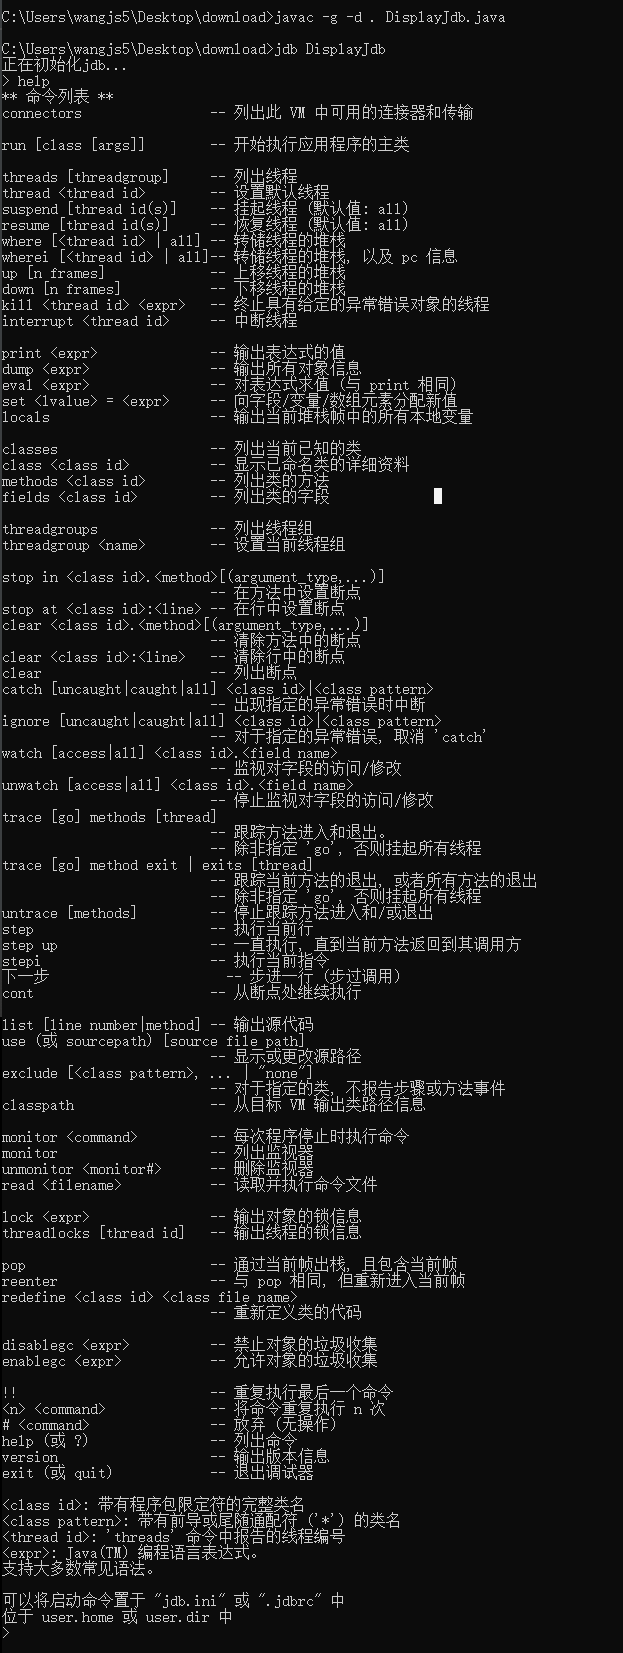 C:\Users\wangjs5\Desktop\download>javac -g -d . DisplayJdb.java
C:\Users\wangjs5\Desktop\download>jdb DisplayJdb
正在初始化jdb...
> help
** 命令列表 **
connectors -- 列出此 VM 中可用的连接器和传输
run [class [args]] -- 开始执行应用程序的主类
threads [threadgroup] -- 列出线程
thread <thread id> -- 设置默认线程
suspend [thread id(s)] -- 挂起线程 (默认值: all)
resume [thread id(s)] -- 恢复线程 (默认值: all)
where [<thread id> | all] -- 转储线程的堆栈
wherei [<thread id> | all]-- 转储线程的堆栈, 以及 pc 信息
up [n frames] -- 上移线程的堆栈
down [n frames] -- 下移线程的堆栈
kill <thread id> <expr> -- 终止具有给定的异常错误对象的线程
interrupt <thread id> -- 中断线程
print <expr> -- 输出表达式的值
dump <expr> -- 输出所有对象信息
eval <expr> -- 对表达式求值 (与 print 相同)
set <lvalue> = <expr> -- 向字段/变量/数组元素分配新值
locals -- 输出当前堆栈帧中的所有本地变量
classes -- 列出当前已知的类
class <class id> -- 显示已命名类的详细资料
methods <class id> -- 列出类的方法
fields <class id> -- 列出类的字段
threadgroups -- 列出线程组
threadgroup <name> -- 设置当前线程组
stop in <class id>.<method>[(argument_type,...)]
-- 在方法中设置断点
stop at <class id>:<line> -- 在行中设置断点
clear <class id>.<method>[(argument_type,...)]
-- 清除方法中的断点
clear <class id>:<line> -- 清除行中的断点
clear -- 列出断点
catch [uncaught|caught|all] <class id>|<class pattern>
-- 出现指定的异常错误时中断
ignore [uncaught|caught|all] <class id>|<class pattern>
-- 对于指定的异常错误, 取消 'catch'
watch [access|all] <class id>.<field name>
-- 监视对字段的访问/修改
unwatch [access|all] <class id>.<field name>
-- 停止监视对字段的访问/修改
trace [go] methods [thread]
-- 跟踪方法进入和退出。
-- 除非指定 'go', 否则挂起所有线程
trace [go] method exit | exits [thread]
-- 跟踪当前方法的退出, 或者所有方法的退出
-- 除非指定 'go', 否则挂起所有线程
untrace [methods] -- 停止跟踪方法进入和/或退出
step -- 执行当前行
step up -- 一直执行, 直到当前方法返回到其调用方
stepi -- 执行当前指令
下一步 -- 步进一行 (步过调用)
cont -- 从断点处继续执行
list [line number|method] -- 输出源代码
use (或 sourcepath) [source file path]
-- 显示或更改源路径
exclude [<class pattern>, ... | "none"]
-- 对于指定的类, 不报告步骤或方法事件
classpath -- 从目标 VM 输出类路径信息
monitor <command> -- 每次程序停止时执行命令
monitor -- 列出监视器
unmonitor <monitor#> -- 删除监视器
read <filename> -- 读取并执行命令文件
lock <expr> -- 输出对象的锁信息
threadlocks [thread id] -- 输出线程的锁信息
pop -- 通过当前帧出栈, 且包含当前帧
reenter -- 与 pop 相同, 但重新进入当前帧
redefine <class id> <class file name>
-- 重新定义类的代码
disablegc <expr> -- 禁止对象的垃圾收集
enablegc <expr> -- 允许对象的垃圾收集
!! -- 重复执行最后一个命令
<n> <command> -- 将命令重复执行 n 次
# <command> -- 放弃 (无操作)
help (或 ?) -- 列出命令
version -- 输出版本信息
exit (或 quit) -- 退出调试器
<class id>: 带有程序包限定符的完整类名
<class pattern>: 带有前导或尾随通配符 ('*') 的类名
<thread id>: 'threads' 命令中报告的线程编号
<expr>: Java(TM) 编程语言表达式。
支持大多数常见语法。
可以将启动命令置于 "jdb.ini" 或 ".jdbrc" 中
位于 user.home 或 user.dir 中
>